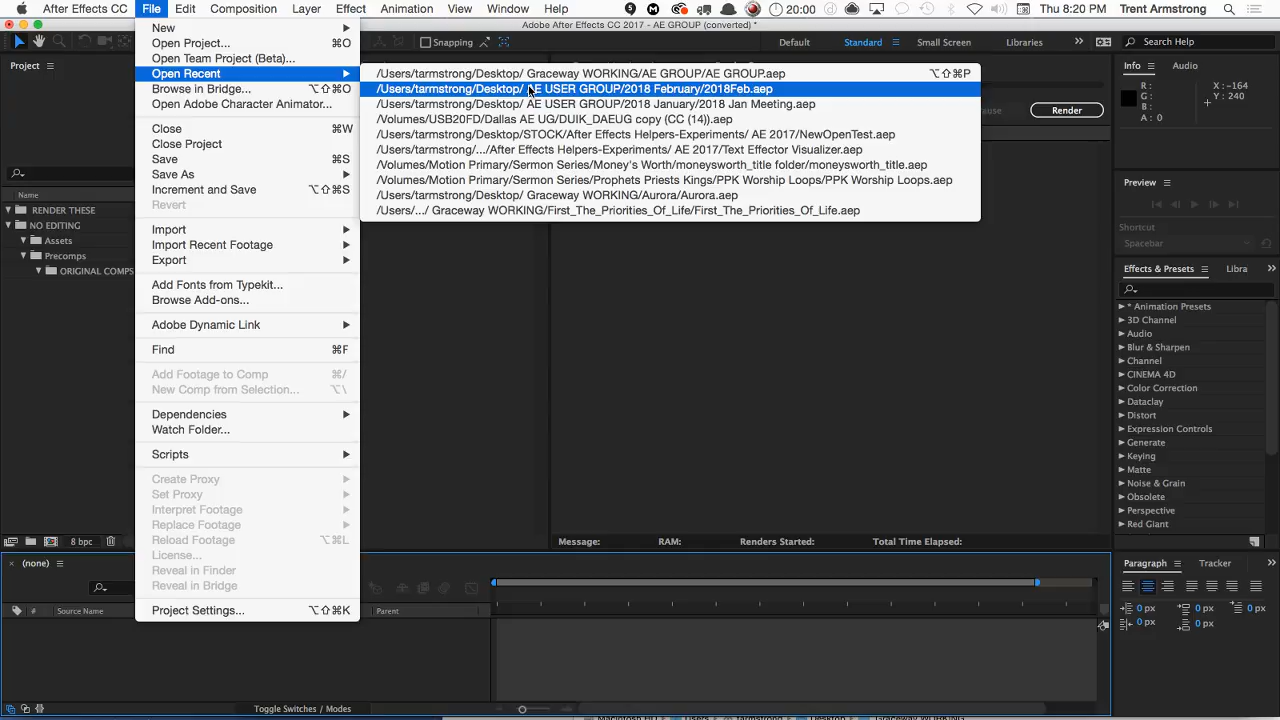 After Effects CC File Edit Composition Layer Effect Animation View Window Help 20:00 Thu 8:20 PM Trent Armstrong
Adobe After Effects CC 2017 - AE GROUP (converted) *
Snapping Default Standard Small Screen Libraries Search Help
Project
Name
RENDER THESE
NO EDITING
Assets
Precomps
ORIGINAL COMPS
8 bpc
New
Open Project... ⌘O
Open Team Project (Beta)...
Open Recent
Browse in Bridge... ⌥⇧⌘O
Open Adobe Character Animator...
Close ⌘W
Close Project
Save ⌘S
Save As
Increment and Save ⌥⇧⌘S
Revert
Import
Import Recent Footage
Export
Add Fonts from Typekit...
Browse Add-ons...
Adobe Dynamic Link
Find ⌘F
Add Footage to Comp ⌘/
New Comp from Selection... ⌥\
Dependencies
Watch Folder...
Scripts
Create Proxy
Set Proxy
Interpret Footage
Replace Footage
Reload Footage ⌥⌘L
License...
Reveal in Finder
Reveal in Bridge
Project Settings... ⌥⇧⌘K
/Users/tarmstrong/Desktop/ Graceway WORKING/AE GROUP/AE GROUP.aep ⌥⇧⌘P
/Users/tarmstrong/Desktop/ AE USER GROUP/2018 February/2018Feb.aep
/Users/tarmstrong/Desktop/ AE USER GROUP/2018 January/2018 Jan Meeting.aep
/Volumes/USB20FD/Dallas AE UG/DUIK_DAEUG copy (CC (14)).aep
/Users/tarmstrong/Desktop/STOCK/After Effects Helpers-Experiments/ AE 2017/NewOpenTest.aep
/Users/tarmstrong/.../After Effects Helpers-Experiments/ AE 2017/Text Effector Visualizer.aep
/Volumes/Motion Primary/Sermon Series/Money's Worth/moneysworth_title folder/moneysworth_title.aep
/Volumes/Motion Primary/Sermon Series/Prophets Priests Kings/PPK Worship Loops/PPK Worship Loops.aep
/Users/tarmstrong/Desktop/ Graceway WORKING/Aurora/Aurora.aep
/Users/.../ Graceway WORKING/First_The_Priorities_Of_Life/First_The_Priorities_Of_Life.aep
Render
Message: RAM: Renders Started: Total Time Elapsed:
Info Audio
R:
G:
B:
A: 0
X: -164
Y: 240
Preview
Shortcut
Spacebar
Effects & Presets Libra
* Animation Presets
3D Channel
Audio
Blur & Sharpen
Channel
CINEMA 4D
Color Correction
Dataclay
Distort
Expression Controls
Generate
Keying
Matte
Noise & Grain
Obsolete
Perspective
Red Giant
Paragraph Tracker
0 px 0 px 0 px
0 px 0 px
(none)
# Source Name Parent
Toggle Switches / Modes